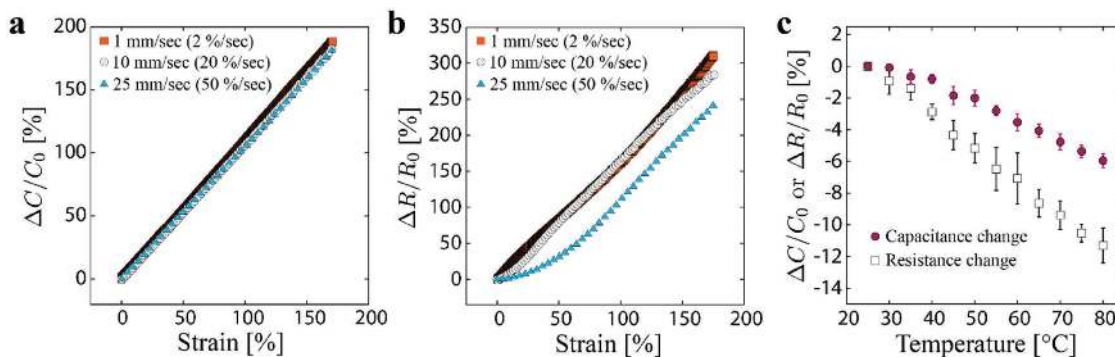 a
200
150
100
50
0
ΔC/C₀ [%]
1 mm/sec (2 %/sec)
10 mm/sec (20 %/sec)
25 mm/sec (50 %/sec)
0 50 100 150 200
Strain [%]
b
350
300
250
200
150
100
50
0
ΔR/R₀ [%]
1 mm/sec (2 %/sec)
10 mm/sec (20 %/sec)
25 mm/sec (50 %/sec)
0 50 100 150 200
Strain [%]
c
2
0
-2
-4
-6
-8
-10
-12
-14
ΔC/C₀ or ΔR/R₀ [%]
Capacitance change
Resistance change
20 30 40 50 60 70 80
Temperature [°C]